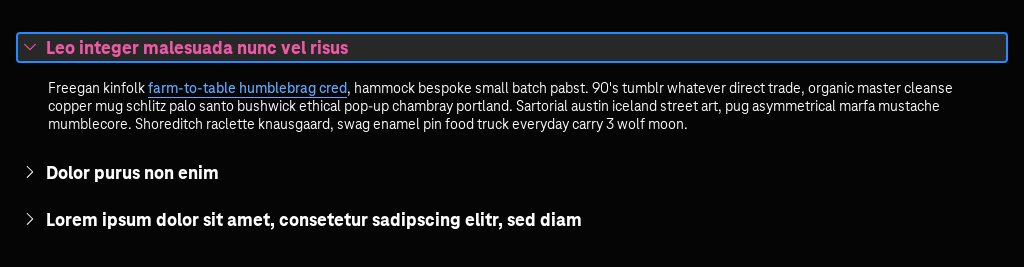 Leo integer malesuada nunc vel risus
Freegan kinfolk farm-to-table humblebrag cred, hammock bespoke small batch pabst. 90's tumblr whatever direct trade, organic master cleanse
copper mug schlitz palo santo bushwick ethical pop-up chambray portland. Sartorial austin iceland street art, pug asymmetrical marfa mustache
mumblecore. Shoreditch raclette knausgaard, swag enamel pin food truck everyday carry 3 wolf moon.
Dolor purus non enim
Lorem ipsum dolor sit amet, consetetur sadipscing elitr, sed diam